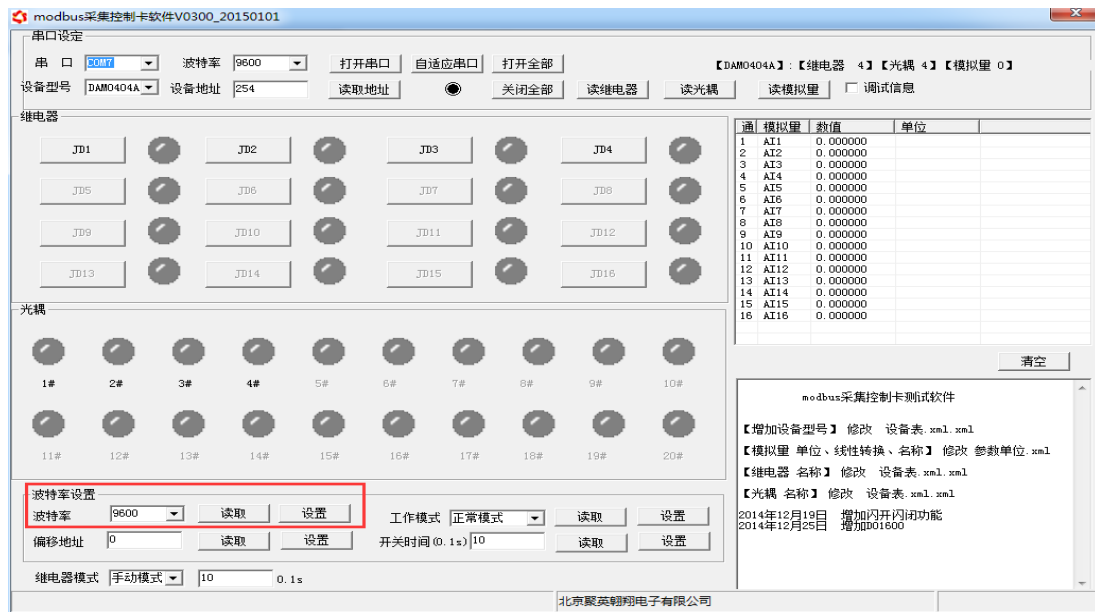 modbus采集控制卡软件V0300_20150101
串口设定
串 口 COM7 波特率 9600 打开串口 自适应串口 打开全部 【DAM0404A】:【继电器 4】【光耦 4】【模拟量 0】
设备型号 DAM0404A 设备地址 254 读取地址 关闭全部 读继电器 读光耦 读模拟量 调试信息
继电器
JD1 JD2 JD3 JD4
JD5 JD6 JD7 JD8
JD9 JD10 JD11 JD12
JD13 JD14 JD15 JD16
通 模拟量 数值 单位
1 AI1 0.000000
2 AI2 0.000000
3 AI3 0.000000
4 AI4 0.000000
5 AI5 0.000000
6 AI6 0.000000
7 AI7 0.000000
8 AI8 0.000000
9 AI9 0.000000
10 AI10 0.000000
11 AI11 0.000000
12 AI12 0.000000
13 AI13 0.000000
14 AI14 0.000000
15 AI15 0.000000
16 AI16 0.000000
清空
光耦
1# 2# 3# 4# 5# 6# 7# 8# 9# 10#
11# 12# 13# 14# 15# 16# 17# 18# 19# 20#
modbus采集控制卡测试软件
【增加设备型号】 修改 设备表.xml.xml
【模拟量 单位、线性转换、名称】 修改 参数单位.xml
【继电器 名称】 修改 设备表.xml.xml
【光耦 名称】 修改 设备表.xml.xml
2014年12月19日 增加闪开闪闭功能
2014年12月25日 增加DO1600
波特率设置
波特率 9600 读取 设置 工作模式 正常模式 读取 设置
偏移地址 0 读取 设置 开关时间(0.1s) 10 读取 设置
继电器模式 手动模式 10 0.1s
北京聚英翱翔电子有限公司